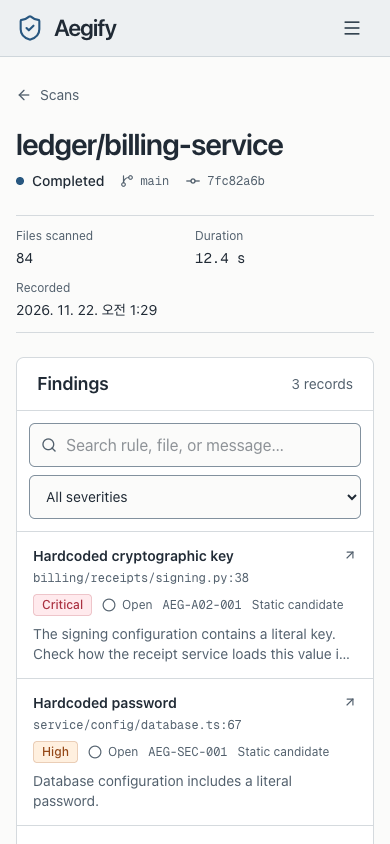 Aegify
Scans
ledger/billing-service
Completed main 7fc82a6b
Files scanned Duration
84 12.4 s
Recorded
2026. 11. 22. 오전 1:29
Findings 3 records
Search rule, file, or message...
All severities
Hardcoded cryptographic key
billing/receipts/signing.py:38
Critical Open AEG-A02-001 Static candidate
The signing configuration contains a literal key.
Check how the receipt service loads this value i...
Hardcoded password
service/config/database.ts:67
High Open AEG-SEC-001 Static candidate
Database configuration includes a literal
password.